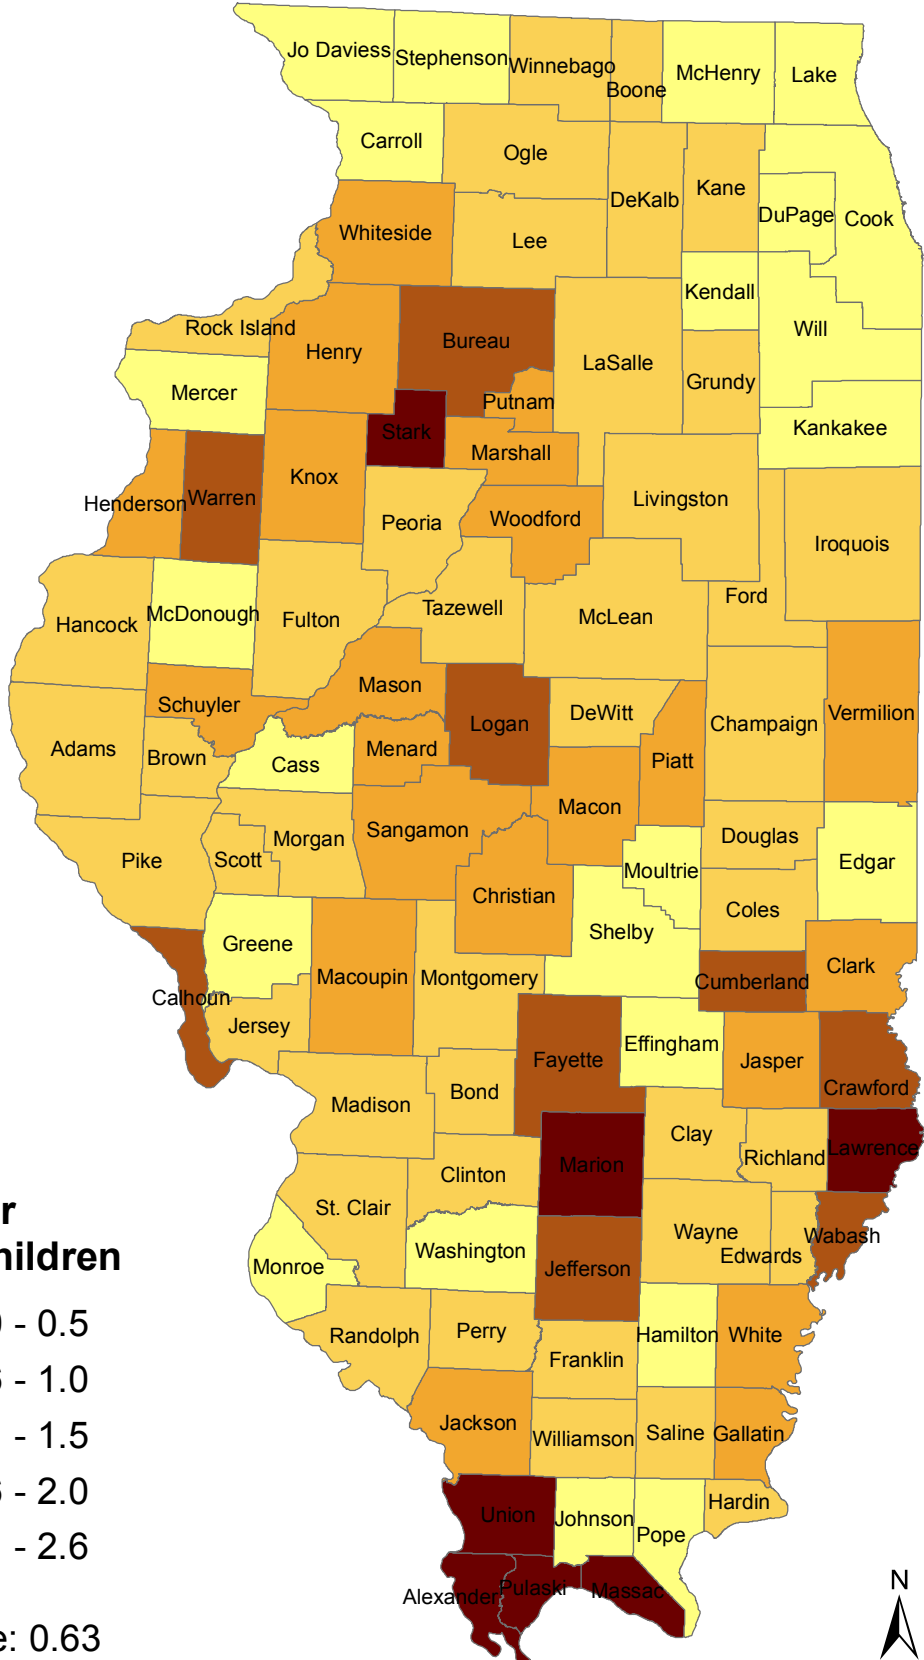 Jo Daviess
Stephenson
Winnebago
Boone
McHenry
Lake
Carroll
Ogle
DeKalb
Kane
DuPage
Cook
Whiteside
Lee
Kendall
Will
Rock Island
Henry
Bureau
LaSalle
Grundy
Mercer
Putnam
Stark
Marshall
Kankakee
Henderson
Warren
Knox
Peoria
Woodford
Livingston
Iroquois
Ford
Hancock
McDonough
Fulton
Tazewell
McLean
Schuyler
Mason
Logan
DeWitt
Champaign
Vermilion
Adams
Brown
Cass
Menard
Piatt
Macon
Pike
Scott
Morgan
Sangamon
Christian
Moultrie
Douglas
Edgar
Coles
Shelby
Greene
Calhoun
Macoupin
Montgomery
Cumberland
Clark
Jersey
Fayette
Effingham
Jasper
Crawford
Madison
Bond
Clay
Richland
Lawrence
Marion
Clinton
St. Clair
Wayne
Edwards
Wabash
Monroe
Washington
Jefferson
Hamilton
White
Randolph
Perry
Franklin
Jackson
Williamson
Saline
Gallatin
Union
Johnson
Pope
Hardin
Alexander
Pulaski
Massac
r
hildren
- 0.5
- 1.0
- 1.5
- 2.0
- 2.6
e: 0.63
N